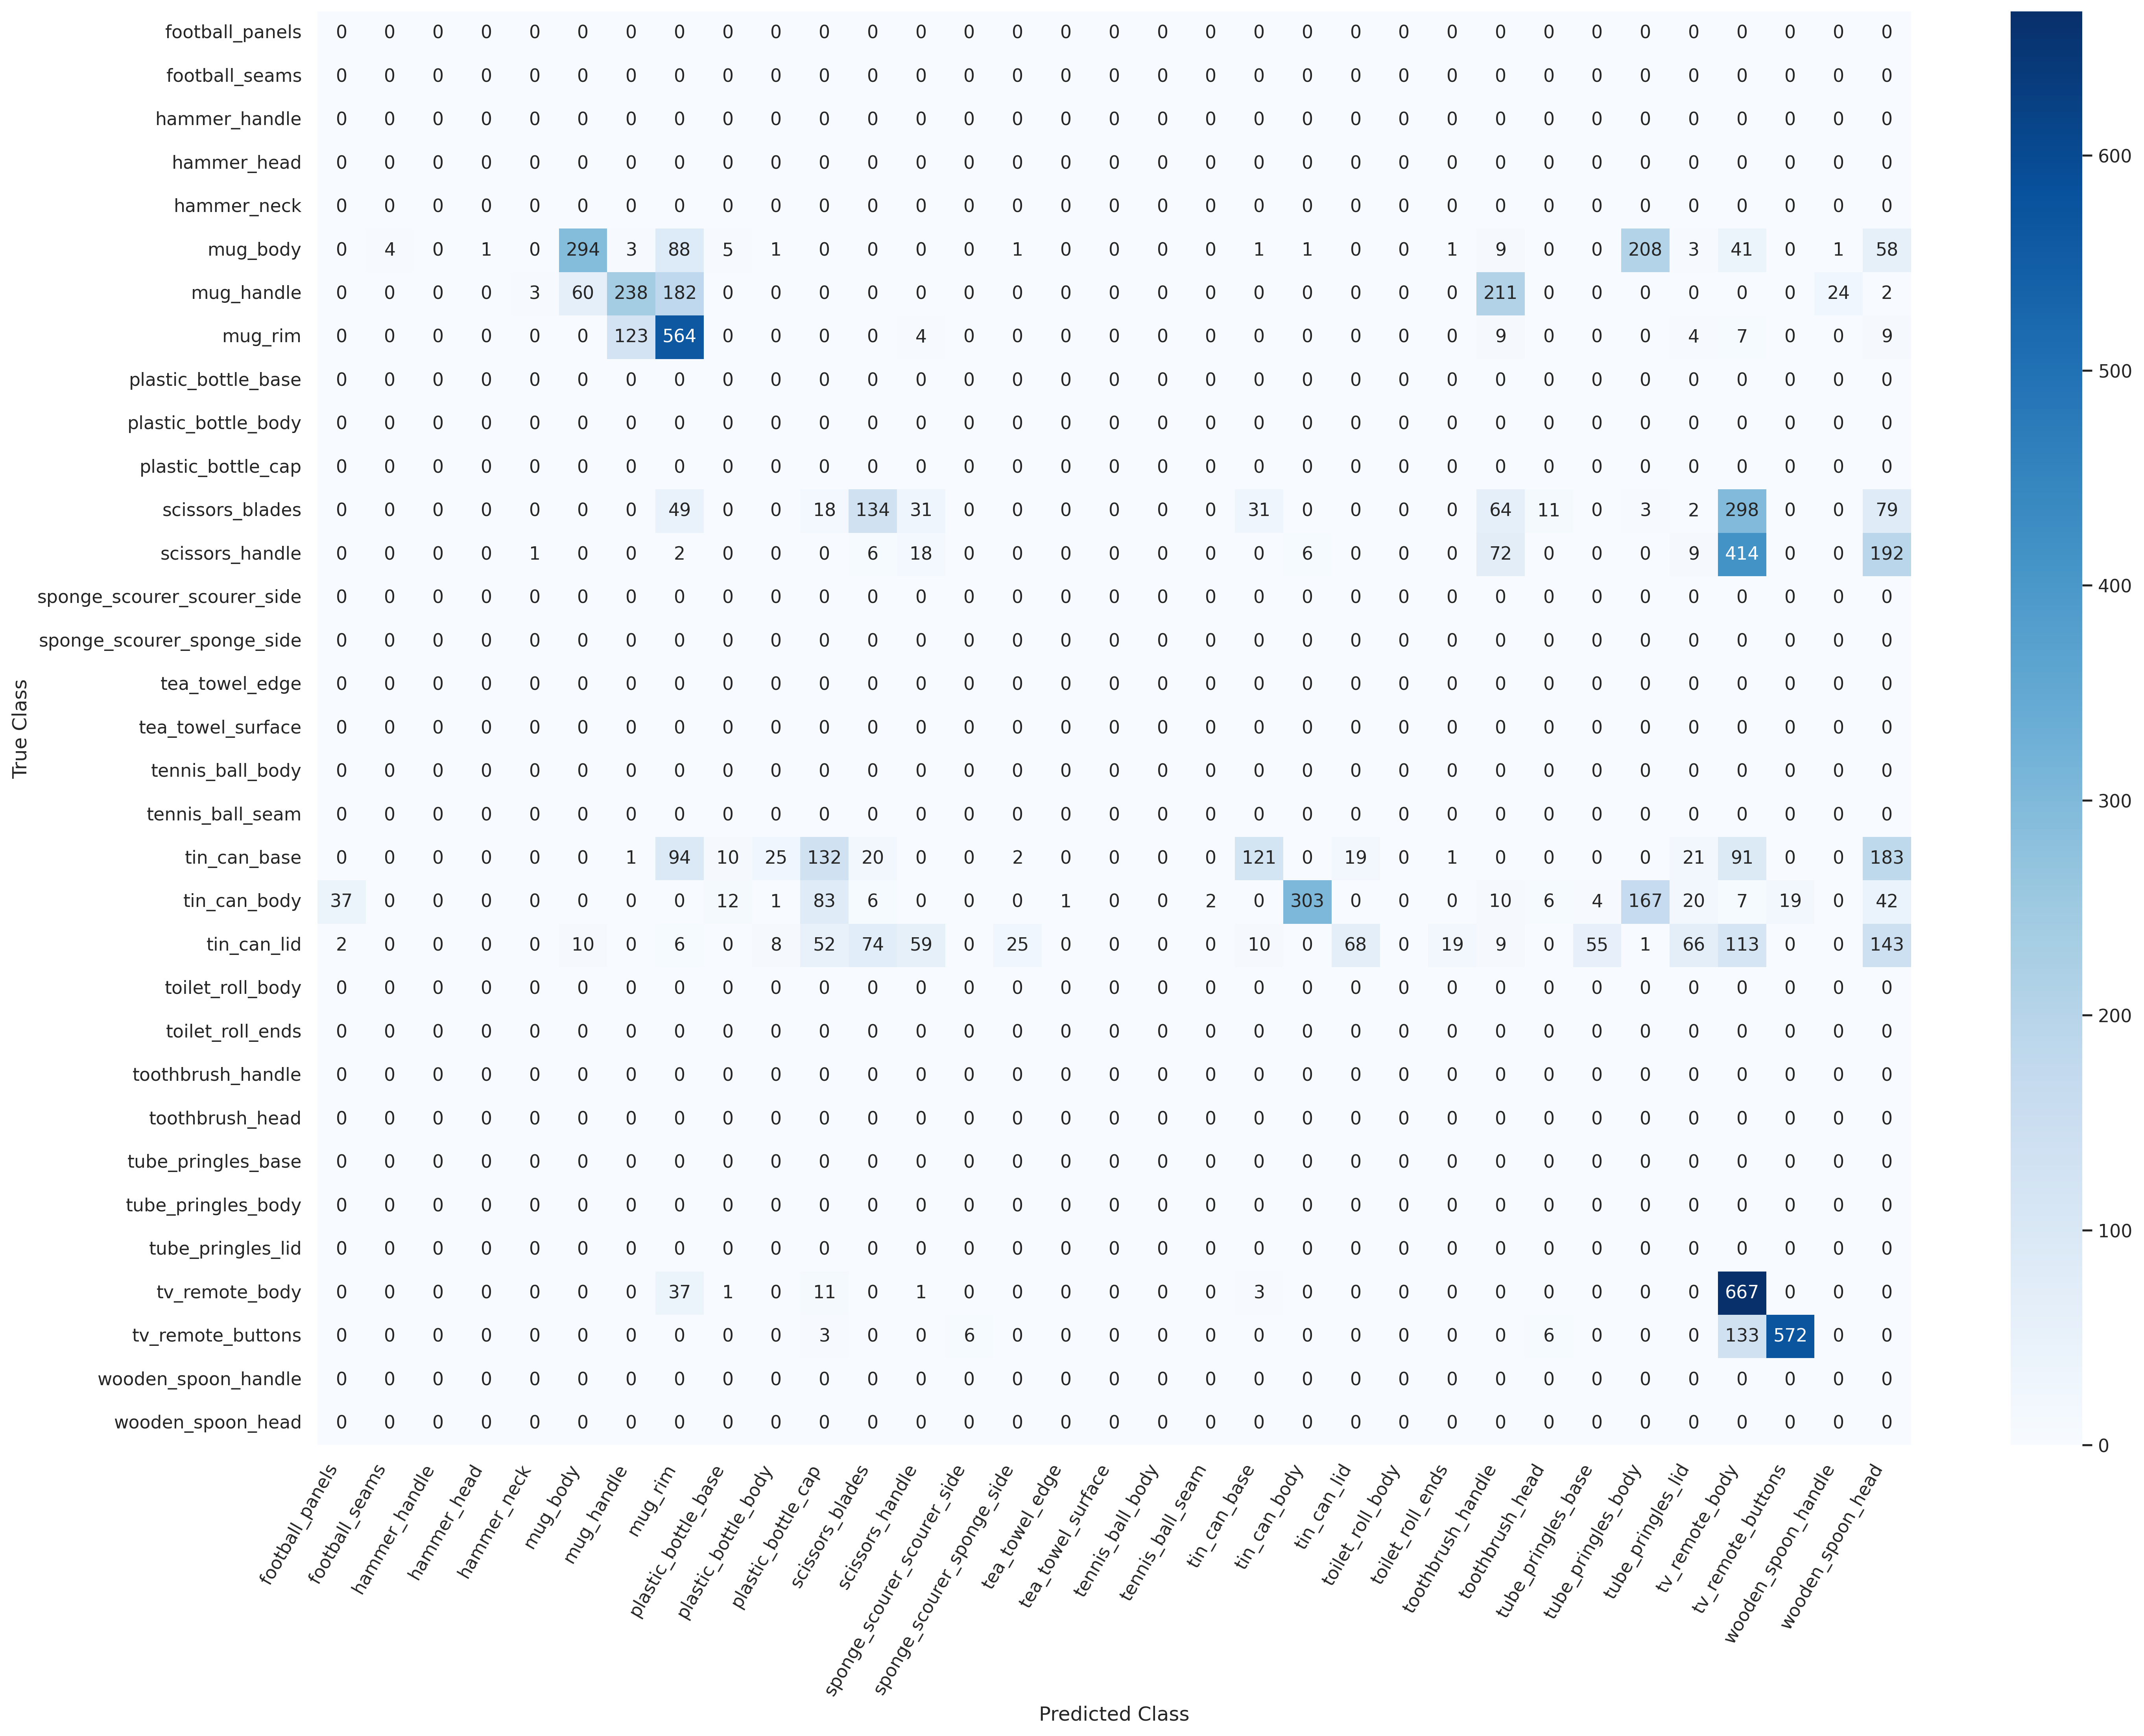 football_panels 0 0 0 0 0 0 0 0 0 0 0 0 0 0 0 0 0 0 0 0 0 0 0 0 0 0 0 0 0 0 0 0 0
football_seams 0 0 0 0 0 0 0 0 0 0 0 0 0 0 0 0 0 0 0 0 0 0 0 0 0 0 0 0 0 0 0 0 0
hammer_handle 0 0 0 0 0 0 0 0 0 0 0 0 0 0 0 0 0 0 0 0 0 0 0 0 0 0 0 0 0 0 0 0 0
hammer_head 0 0 0 0 0 0 0 0 0 0 0 0 0 0 0 0 0 0 0 0 0 0 0 0 0 0 0 0 0 0 0 0 0 600
hammer_neck 0 0 0 0 0 0 0 0 0 0 0 0 0 0 0 0 0 0 0 0 0 0 0 0 0 0 0 0 0 0 0 0 0
mug_body 0 4 0 1 0 294 3 88 5 1 0 0 0 0 1 0 0 0 0 1 1 0 0 1 9 0 0 208 3 41 0 1 58
mug_handle 0 0 0 0 3 60 238 182 0 0 0 0 0 0 0 0 0 0 0 0 0 0 0 0 211 0 0 0 0 0 0 24 2
mug_rim 0 0 0 0 0 0 123 564 0 0 0 0 4 0 0 0 0 0 0 0 0 0 0 0 9 0 0 0 4 7 0 0 9
500
plastic_bottle_base 0 0 0 0 0 0 0 0 0 0 0 0 0 0 0 0 0 0 0 0 0 0 0 0 0 0 0 0 0 0 0 0 0
plastic_bottle_body 0 0 0 0 0 0 0 0 0 0 0 0 0 0 0 0 0 0 0 0 0 0 0 0 0 0 0 0 0 0 0 0 0
plastic_bottle_cap 0 0 0 0 0 0 0 0 0 0 0 0 0 0 0 0 0 0 0 0 0 0 0 0 0 0 0 0 0 0 0 0 0
scissors_blades 0 0 0 0 0 0 0 49 0 0 18 134 31 0 0 0 0 0 0 31 0 0 0 0 64 11 0 3 2 298 0 0 79
scissors_handle 0 0 0 0 1 0 0 2 0 0 0 6 18 0 0 0 0 0 0 0 6 0 0 0 72 0 0 0 9 414 0 0 192
400
sponge_scourer_scourer_side 0 0 0 0 0 0 0 0 0 0 0 0 0 0 0 0 0 0 0 0 0 0 0 0 0 0 0 0 0 0 0 0 0
sponge_scourer_sponge_side 0 0 0 0 0 0 0 0 0 0 0 0 0 0 0 0 0 0 0 0 0 0 0 0 0 0 0 0 0 0 0 0 0
tea_towel_edge 0 0 0 0 0 0 0 0 0 0 0 0 0 0 0 0 0 0 0 0 0 0 0 0 0 0 0 0 0 0 0 0 0
tea_towel_surface 0 0 0 0 0 0 0 0 0 0 0 0 0 0 0 0 0 0 0 0 0 0 0 0 0 0 0 0 0 0 0 0 0
True Class
tennis_ball_body 0 0 0 0 0 0 0 0 0 0 0 0 0 0 0 0 0 0 0 0 0 0 0 0 0 0 0 0 0 0 0 0 0
300
tennis_ball_seam 0 0 0 0 0 0 0 0 0 0 0 0 0 0 0 0 0 0 0 0 0 0 0 0 0 0 0 0 0 0 0 0 0
tin_can_base 0 0 0 0 0 0 1 94 10 25 132 20 0 0 2 0 0 0 0 121 0 19 0 1 0 0 0 0 21 91 0 0 183
tin_can_body 37 0 0 0 0 0 0 0 12 1 83 6 0 0 0 1 0 0 2 0 303 0 0 0 10 6 4 167 20 7 19 0 42
tin_can_lid 2 0 0 0 0 10 0 6 0 8 52 74 59 0 25 0 0 0 0 10 0 68 0 19 9 0 55 1 66 113 0 0 143
toilet_roll_body 0 0 0 0 0 0 0 0 0 0 0 0 0 0 0 0 0 0 0 0 0 0 0 0 0 0 0 0 0 0 0 0 0
200
toilet_roll_ends 0 0 0 0 0 0 0 0 0 0 0 0 0 0 0 0 0 0 0 0 0 0 0 0 0 0 0 0 0 0 0 0 0
toothbrush_handle 0 0 0 0 0 0 0 0 0 0 0 0 0 0 0 0 0 0 0 0 0 0 0 0 0 0 0 0 0 0 0 0 0
toothbrush_head 0 0 0 0 0 0 0 0 0 0 0 0 0 0 0 0 0 0 0 0 0 0 0 0 0 0 0 0 0 0 0 0 0
tube_pringles_base 0 0 0 0 0 0 0 0 0 0 0 0 0 0 0 0 0 0 0 0 0 0 0 0 0 0 0 0 0 0 0 0 0
tube_pringles_body 0 0 0 0 0 0 0 0 0 0 0 0 0 0 0 0 0 0 0 0 0 0 0 0 0 0 0 0 0 0 0 0 0
100
tube_pringles_lid 0 0 0 0 0 0 0 0 0 0 0 0 0 0 0 0 0 0 0 0 0 0 0 0 0 0 0 0 0 0 0 0 0
tv_remote_body 0 0 0 0 0 0 0 37 1 0 11 0 1 0 0 0 0 0 0 3 0 0 0 0 0 0 0 0 0 667 0 0 0
tv_remote_buttons 0 0 0 0 0 0 0 0 0 0 3 0 0 6 0 0 0 0 0 0 0 0 0 0 0 6 0 0 0 133 572 0 0
wooden_spoon_handle 0 0 0 0 0 0 0 0 0 0 0 0 0 0 0 0 0 0 0 0 0 0 0 0 0 0 0 0 0 0 0 0 0
wooden_spoon_head 0 0 0 0 0 0 0 0 0 0 0 0 0 0 0 0 0 0 0 0 0 0 0 0 0 0 0 0 0 0 0 0 0
0
football_panels
football_seams
hammer_handle
hammer_head
hammer_neck
mug_body
mug_handle
mug_rim
plastic_bottle_base
plastic_bottle_body
plastic_bottle_cap
scissors_blades
scissors_handle
sponge_scourer_scourer_side
sponge_scourer_sponge_side
tea_towel_edge
tea_towel_surface
tennis_ball_body
tennis_ball_seam
tin_can_base
tin_can_body
tin_can_lid
toilet_roll_body
toilet_roll_ends
toothbrush_handle
toothbrush_head
tube_pringles_base
tube_pringles_body
tube_pringles_lid
tv_remote_body
tv_remote_buttons
wooden_spoon_handle
wooden_spoon_head
Predicted Class